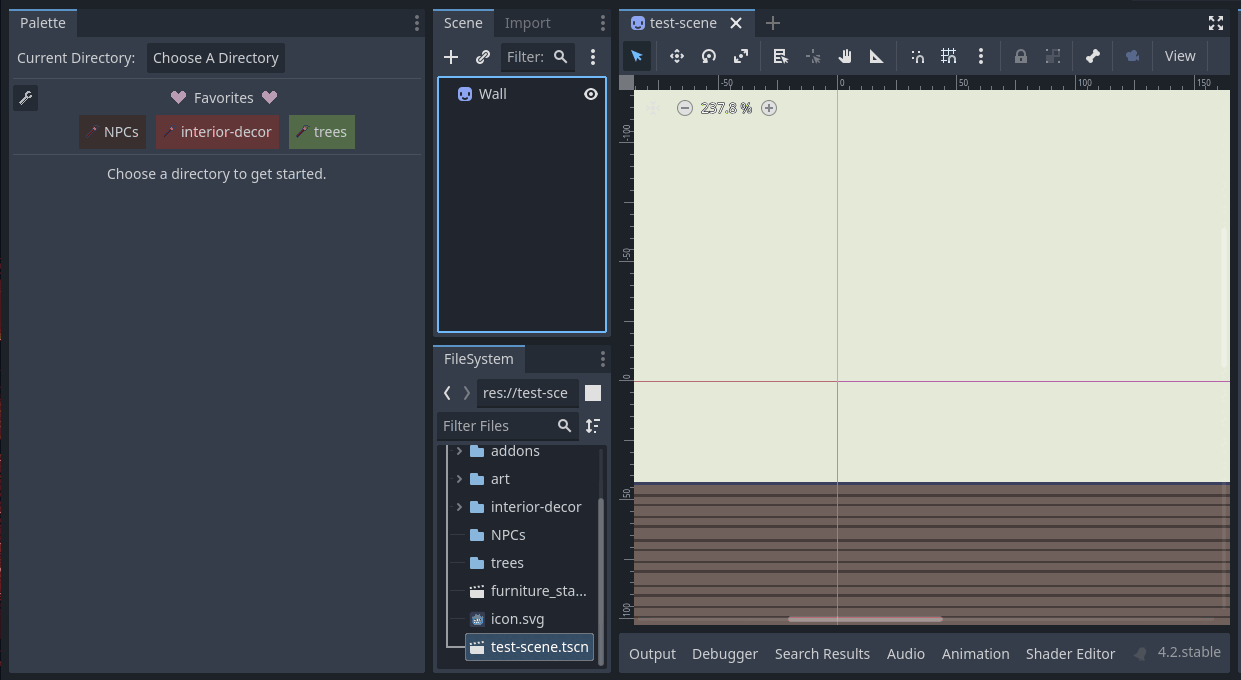 Palette
Current Directory: Choose A Directory
Favorites
NPCs interior-decor trees
Choose a directory to get started.
Scene Import
Filter:
Wall
FileSystem
res://test-sce
Filter Files
addons
art
interior-decor
NPCs
trees
furniture_sta...
icon.svg
test-scene.tscn
test-scene
View
-50 0 50 100 150
237.8 %
-100
-50
0
50
100
Output Debugger Search Results Audio Animation Shader Editor 4.2.stable